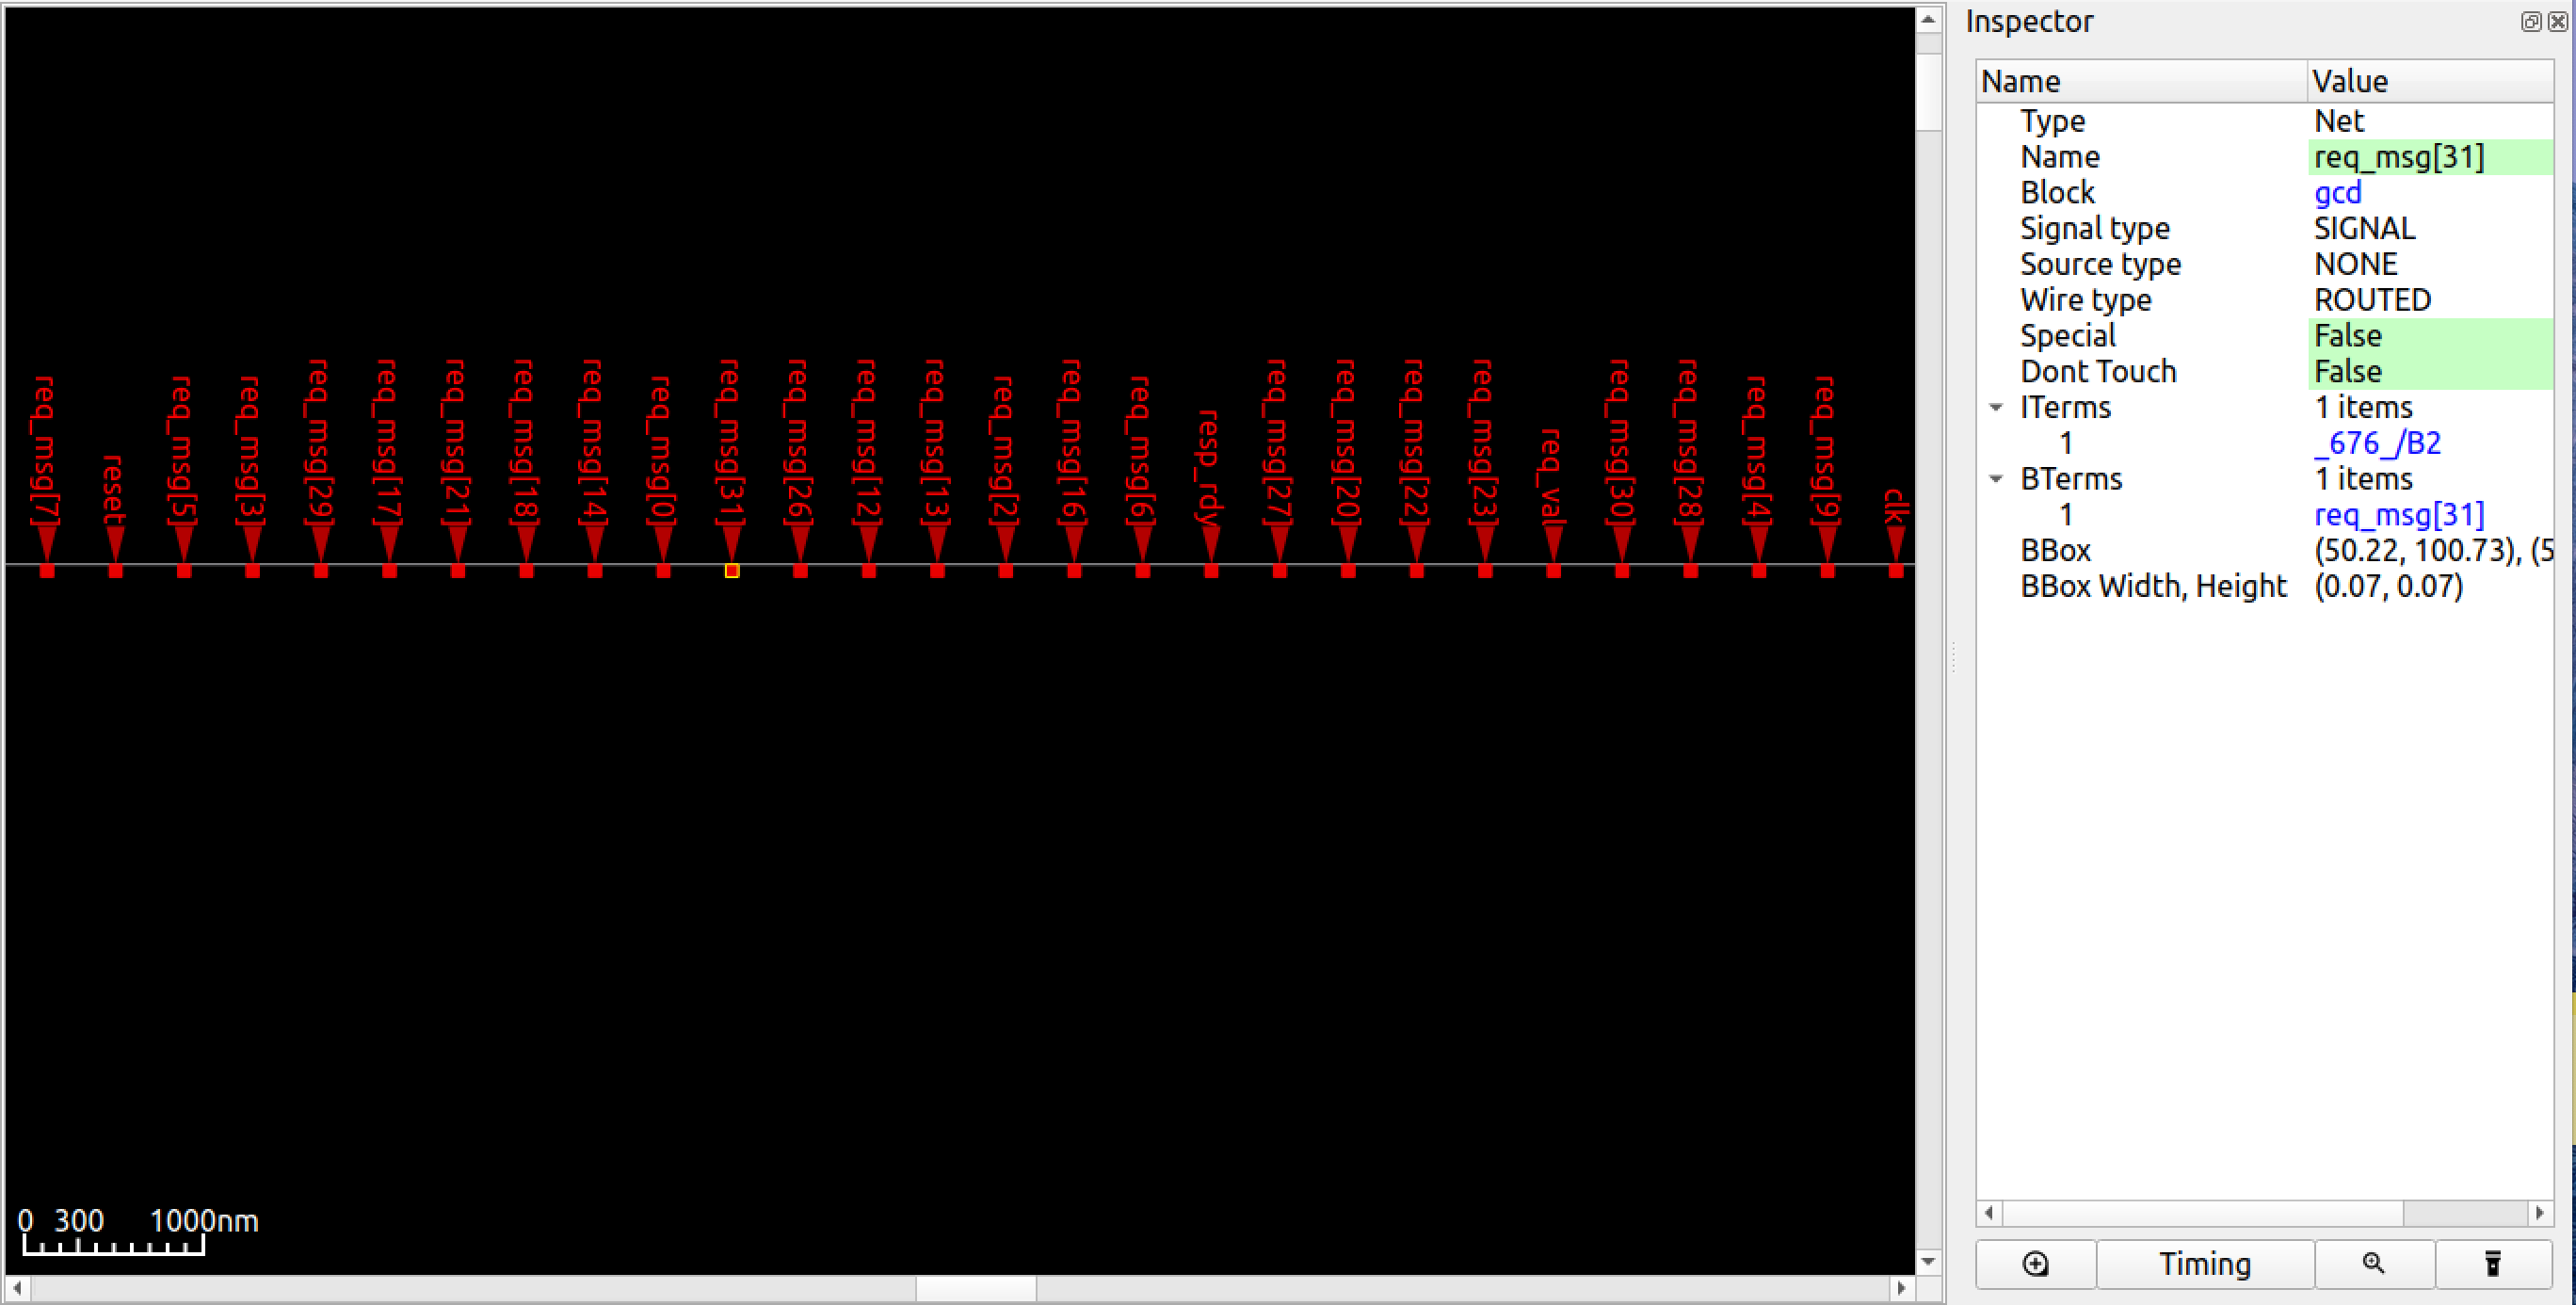 req_msg[7]
reset
req_msg[5]
req_msg[3]
req_msg[29]
req_msg[17]
req_msg[21]
req_msg[18]
req_msg[14]
req_msg[0]
req_msg[31]
req_msg[26]
req_msg[12]
req_msg[13]
req_msg[2]
req_msg[16]
req_msg[6]
resp_rdy
req_msg[27]
req_msg[20]
req_msg[22]
req_msg[23]
req_val
req_msg[30]
req_msg[28]
req_msg[4]
req_msg[9]
clk
0 300 1000nm
Inspector
Name Value
Type Net
Name req_msg[31]
Block gcd
Signal type SIGNAL
Source type NONE
Wire type ROUTED
Special False
Dont Touch False
ITerms 1 items
1 _676_/B2
BTerms 1 items
1 req_msg[31]
BBox (50.22, 100.73), (5
BBox Width, Height (0.07, 0.07)
Timing